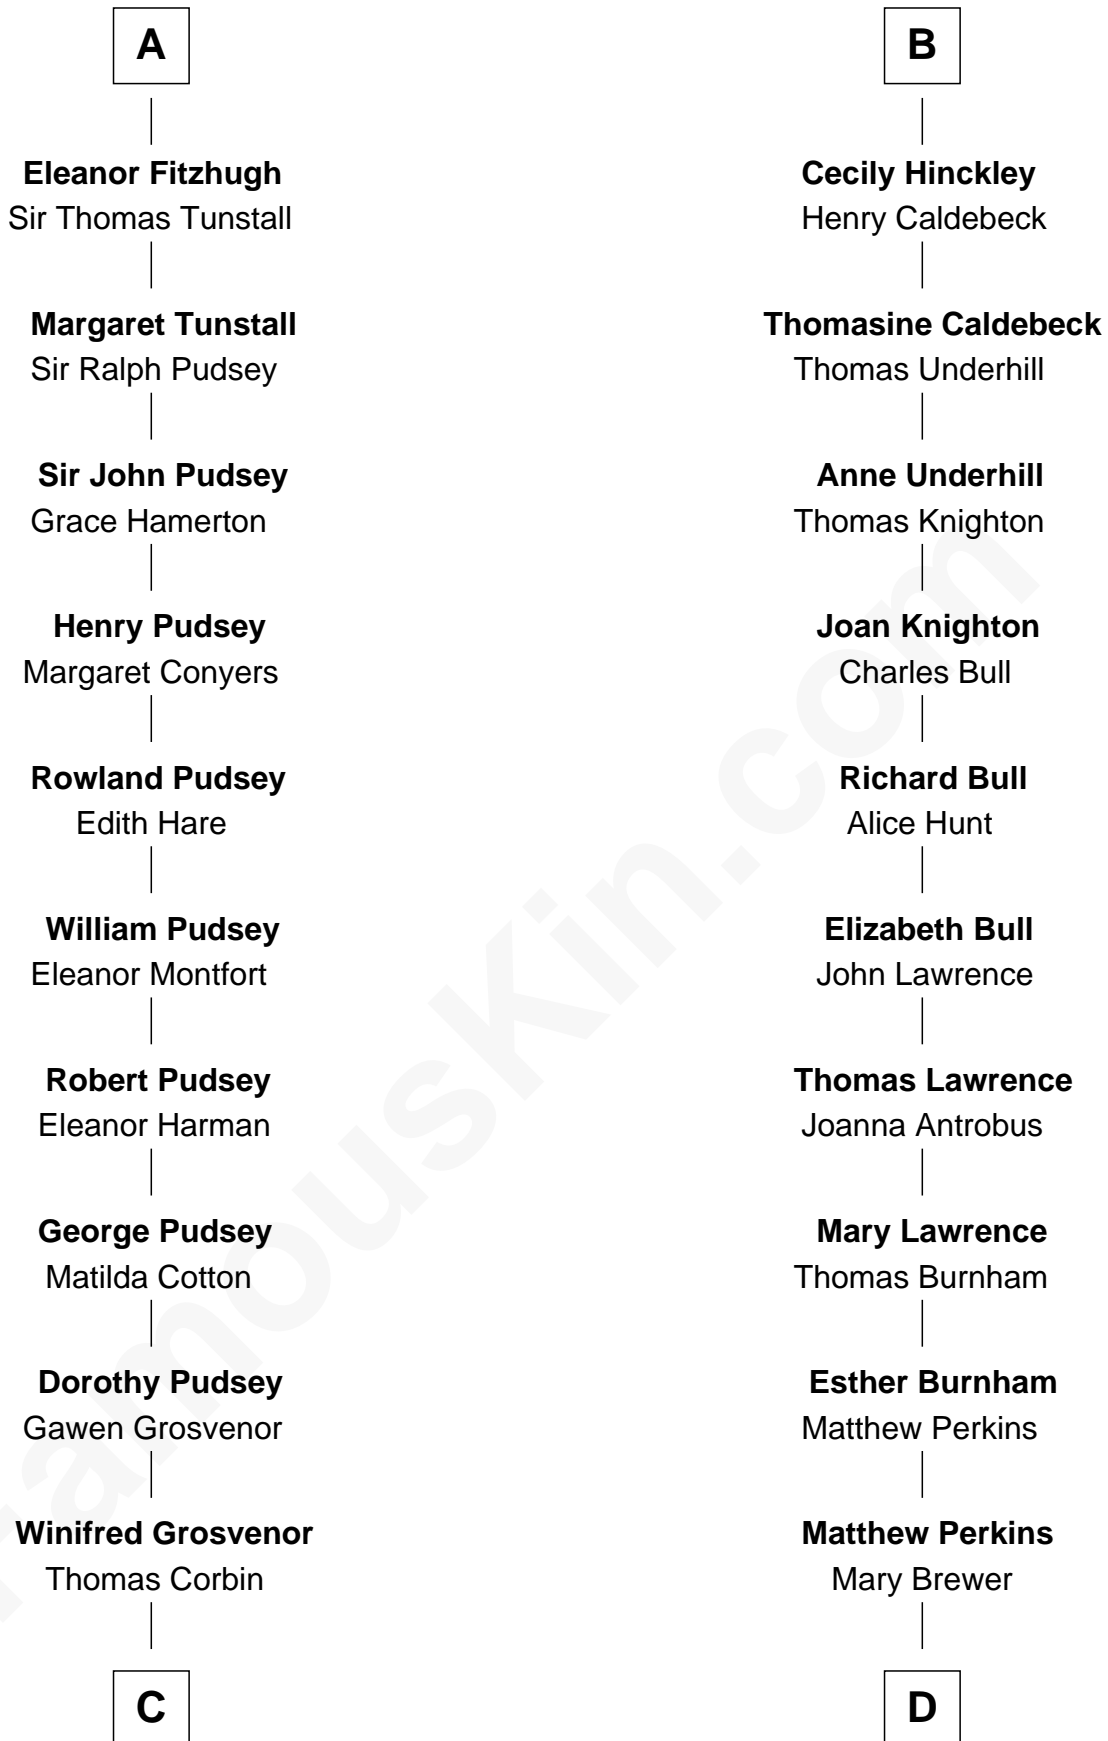 A
Eleanor Fitzhugh
Sir Thomas Tunstall
Margaret Tunstall
Sir Ralph Pudsey
Sir John Pudsey
Grace Hamerton
Henry Pudsey
Margaret Conyers
Rowland Pudsey
Edith Hare
William Pudsey
Eleanor Montfort
Robert Pudsey
Eleanor Harman
George Pudsey
Matilda Cotton
Dorothy Pudsey
Gawen Grosvenor
Winifred Grosvenor
Thomas Corbin
C
B
Cecily Hinckley
Henry Caldebeck
Thomasine Caldebeck
Thomas Underhill
Anne Underhill
Thomas Knighton
Joan Knighton
Charles Bull
Richard Bull
Alice Hunt
Elizabeth Bull
John Lawrence
Thomas Lawrence
Joanna Antrobus
Mary Lawrence
Thomas Burnham
Esther Burnham
Matthew Perkins
Matthew Perkins
Mary Brewer
D
FamousKin.com